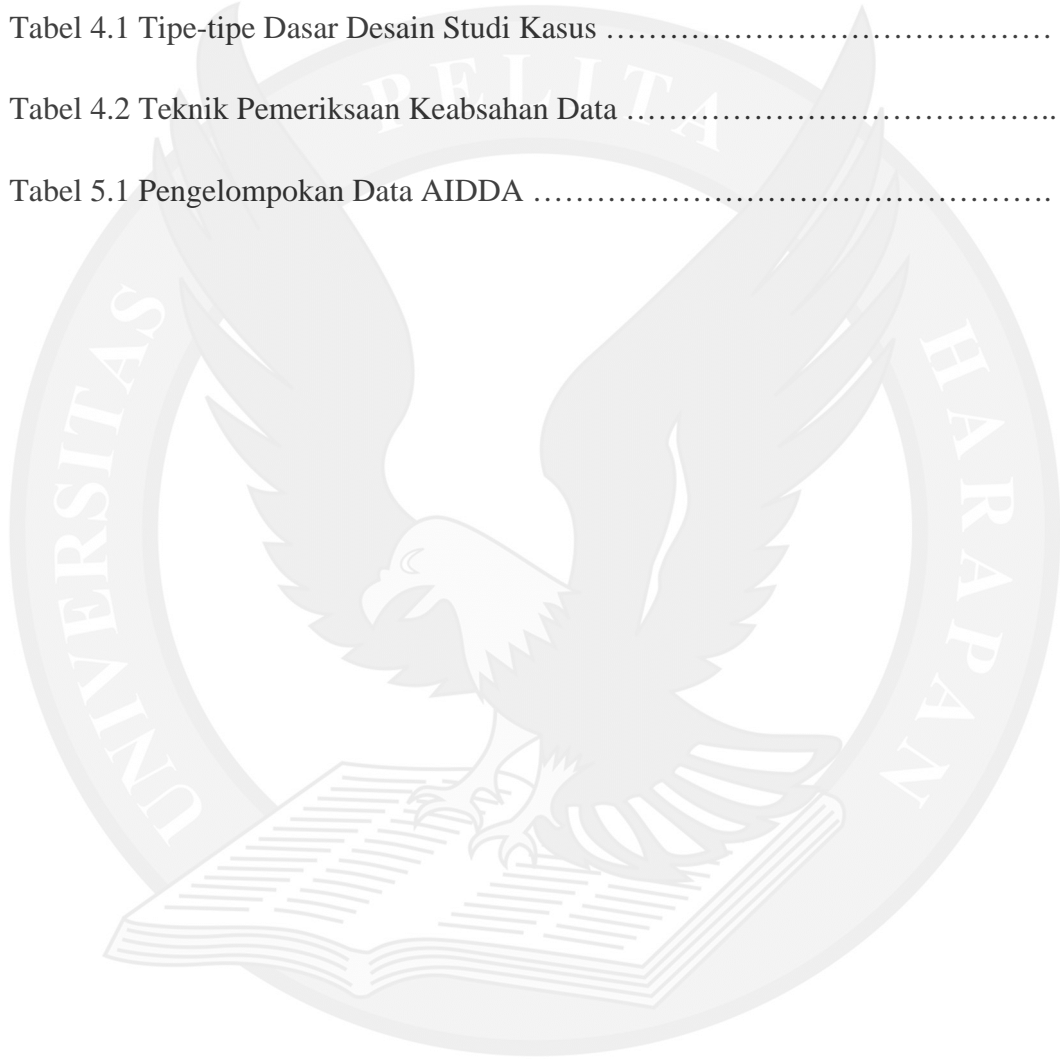 Tabel 4.1 Tipe-tipe Dasar Desain Studi Kasus ……………………………………
Tabel 4.2 Teknik Pemeriksaan Keabsahan Data …………………………………..
Tabel 5.1 Pengelompokan Data AIDDA ………………………………………….
UNIVERSITAS PELITA HARAPAN